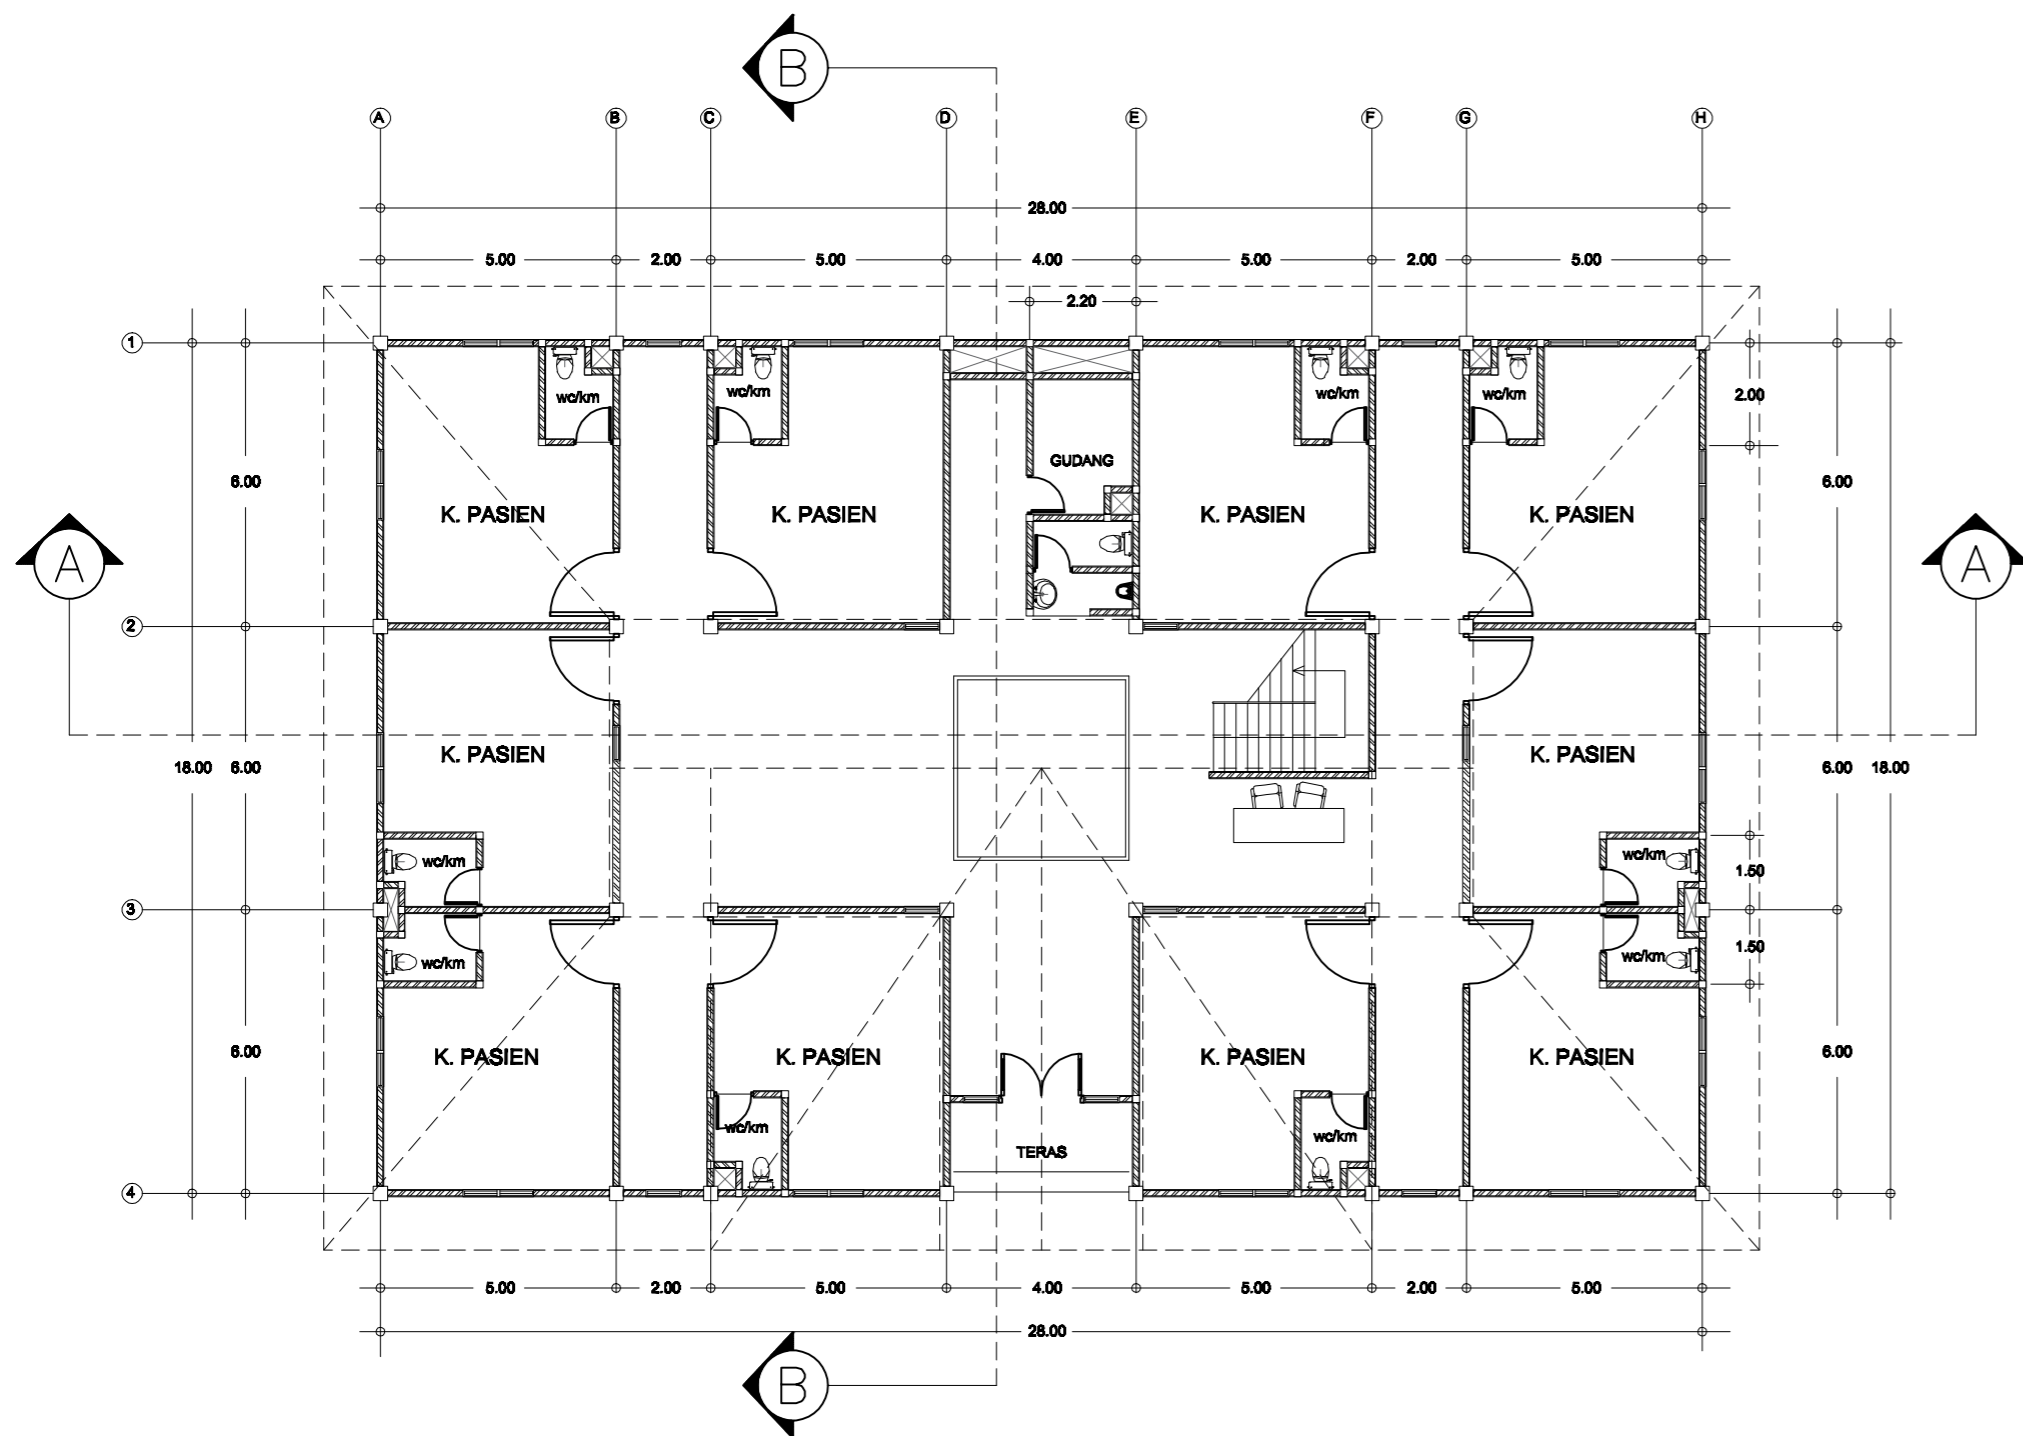 B
A B C D E F G H
28.00
5.00 2.00 5.00 4.00 5.00 2.00 5.00
2.20
1
wc/km wc/km wc/km wc/km
2.00
6.00 GUDANG 6.00
K. PASIEN K. PASIEN K. PASIEN K. PASIEN
A A
2
K. PASIEN K. PASIEN
18.00 6.00 6.00 18.00
wc/km wc/km
1.50
3
wc/km wc/km
1.50
6.00 K. PASIEN K. PASIEN K. PASIEN K. PASIEN 6.00
wc/km wc/km
TERAS
4
5.00 2.00 5.00 4.00 5.00 2.00 5.00
28.00
B